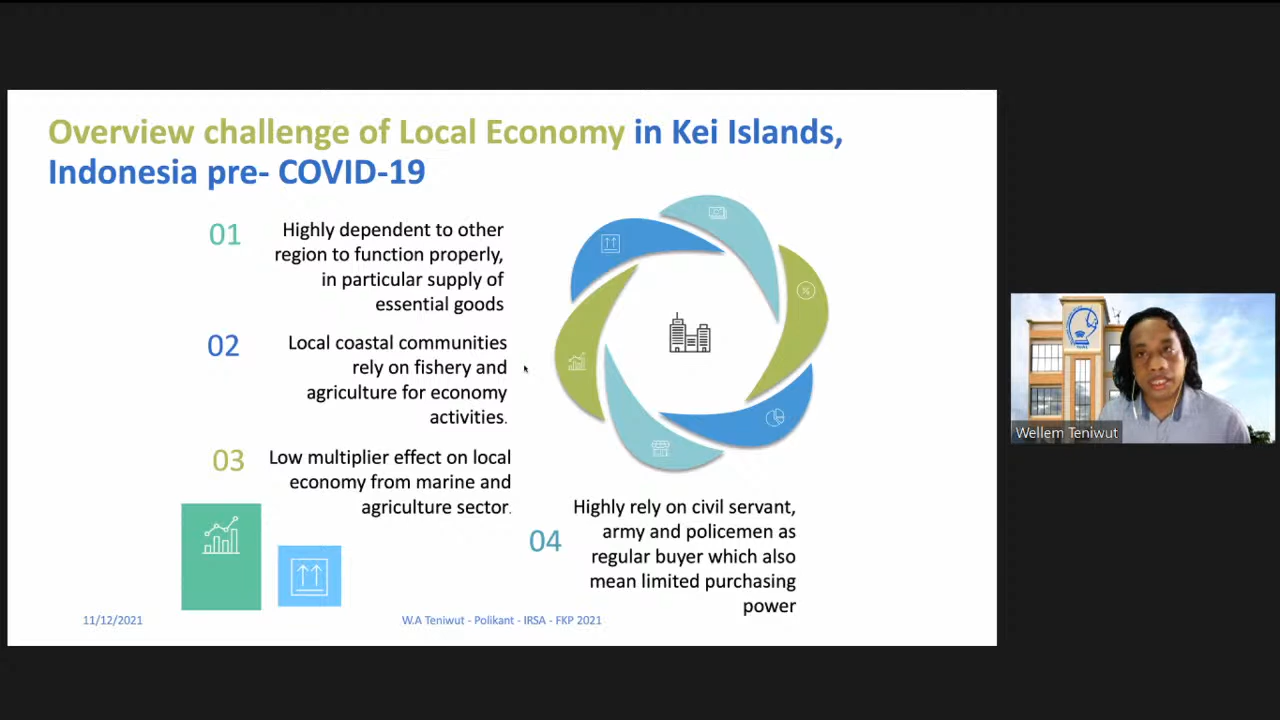 Overview challenge of Local Economy in Kei Islands,
Indonesia pre- COVID-19
01
Highly dependent to other
region to function properly,
in particular supply of
essential goods
02
Local coastal communities
rely on fishery and
agriculture for economy
activities.
03
Low multiplier effect on local
economy from marine and
agriculture sector.
04
Highly rely on civil servant,
army and policemen as
regular buyer which also
mean limited purchasing
power
11/12/2021
W.A Teniwut - Polikant - IRSA - FKP 2021
Wellem Teniwut
%